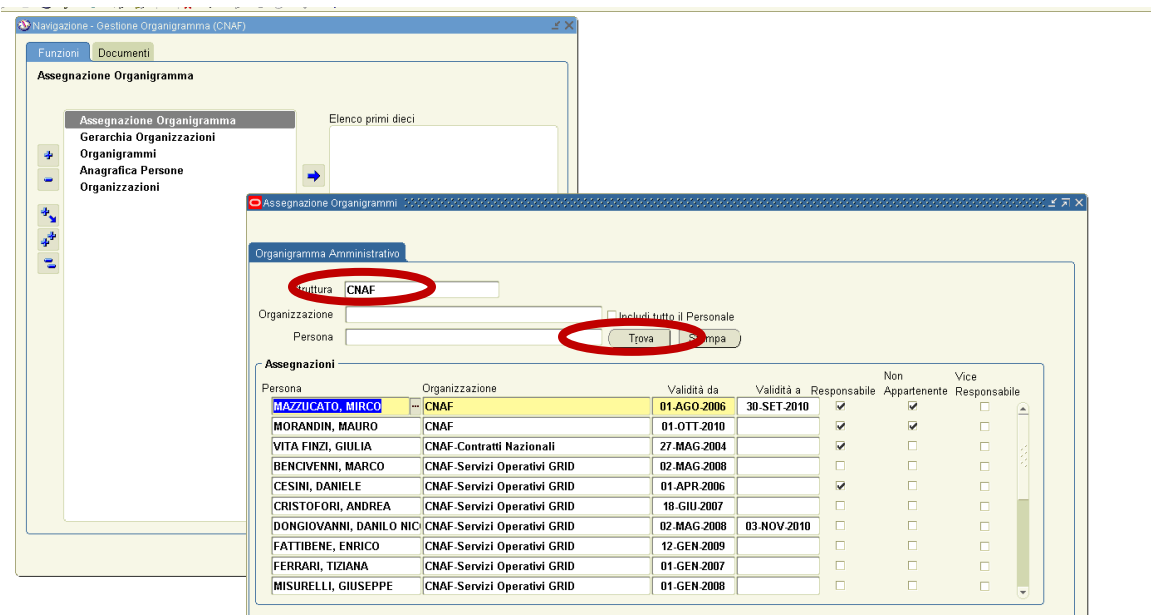 Navigazione - Gestione Organigramma (CNAF)
Funzioni Documenti
Assegnazione Organigramma
Assegnazione Organigramma
Gerarchia Organizzazioni
Organigrammi
Anagrafica Persone
Organizzazioni
Elenco primi dieci
Assegnazione Organigrammi
Organigramma Amministrativo
CNAF
Organizzazione Includi tutto il Personale
Persona Trova
Assegnazioni
Persona Organizzazione Validità da Validità a Responsabile Non Appartenente Vice Responsabile
MAZZUCATO, MIRCO CNAF 01-AGO-2006 30-SET-2010
MORANDIN, MAURO CNAF 01-OTT-2010
VITA FINZI, GIULIA CNAF-Contratti Nazionali 27-MAG-2004
BENCIVENNI, MARCO CNAF-Servizi Operativi GRID 02-MAG-2008
CESINI, DANIELE CNAF-Servizi Operativi GRID 01-APR-2006
CRISTOFORI, ANDREA CNAF-Servizi Operativi GRID 18-GIU-2007
DONGIOVANNI, DANILO NIC CNAF-Servizi Operativi GRID 02-MAG-2008 03-NOV-2010
FATTIBENE, ENRICO CNAF-Servizi Operativi GRID 12-GEN-2009
FERRARI, TIZIANA CNAF-Servizi Operativi GRID 01-GEN-2007
MISURELLI, GIUSEPPE CNAF-Servizi Operativi GRID 01-GEN-2008